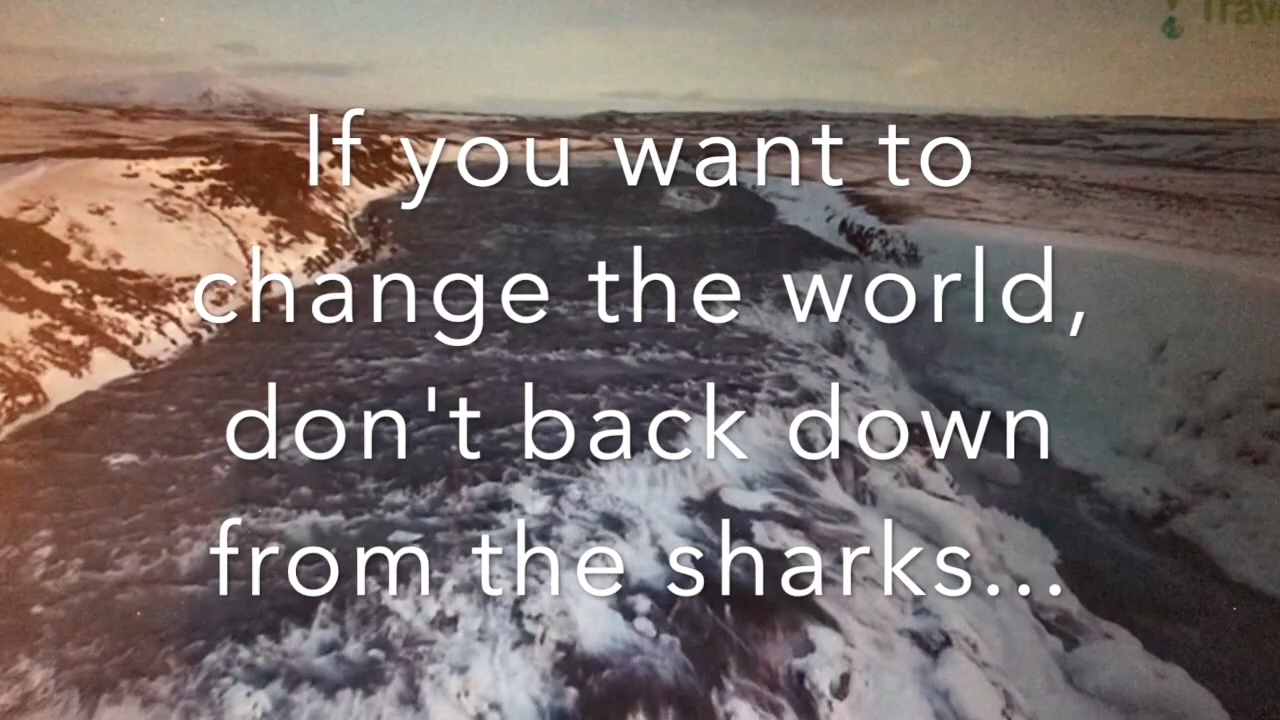 If you want to
change the world,
don't back down
from the sharks...